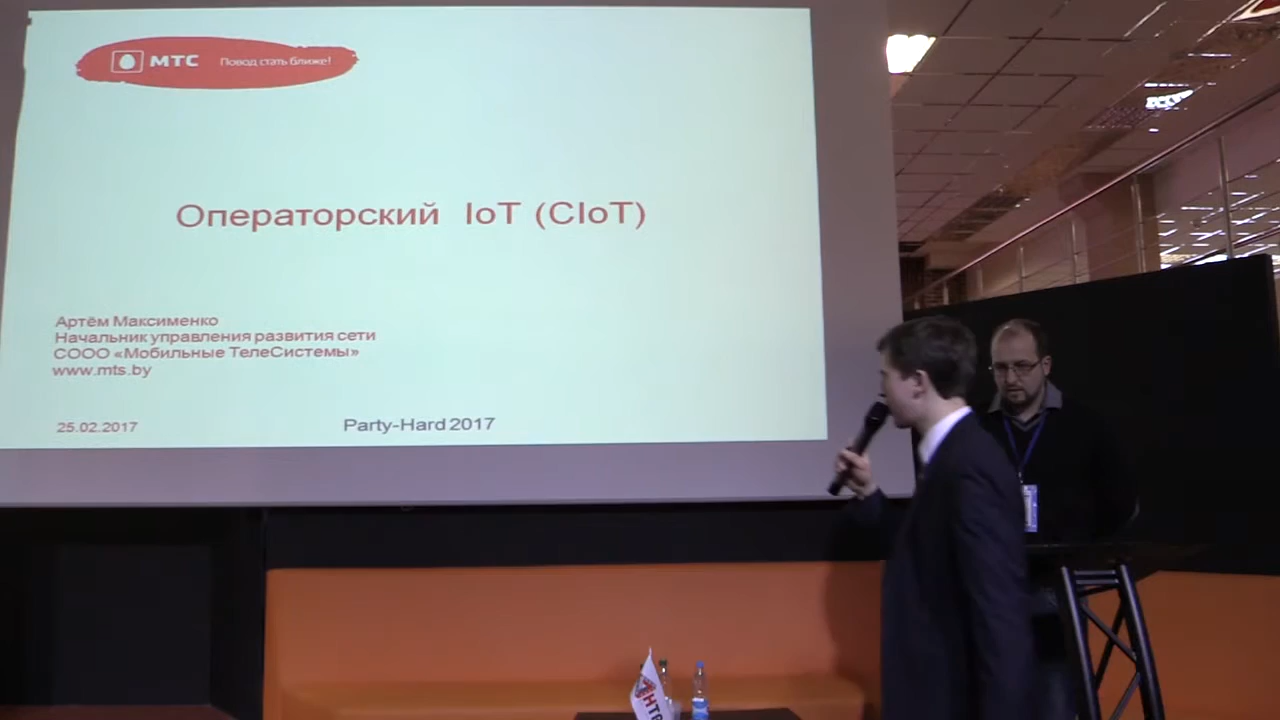 МТС Повод стать ближе!
Операторский IoT (CIoT)
Артём Максименко
Начальник управления развития сети
СООО «Мобильные ТелеСистемы»
www.mts.by
25.02.2017 Party-Hard 2017